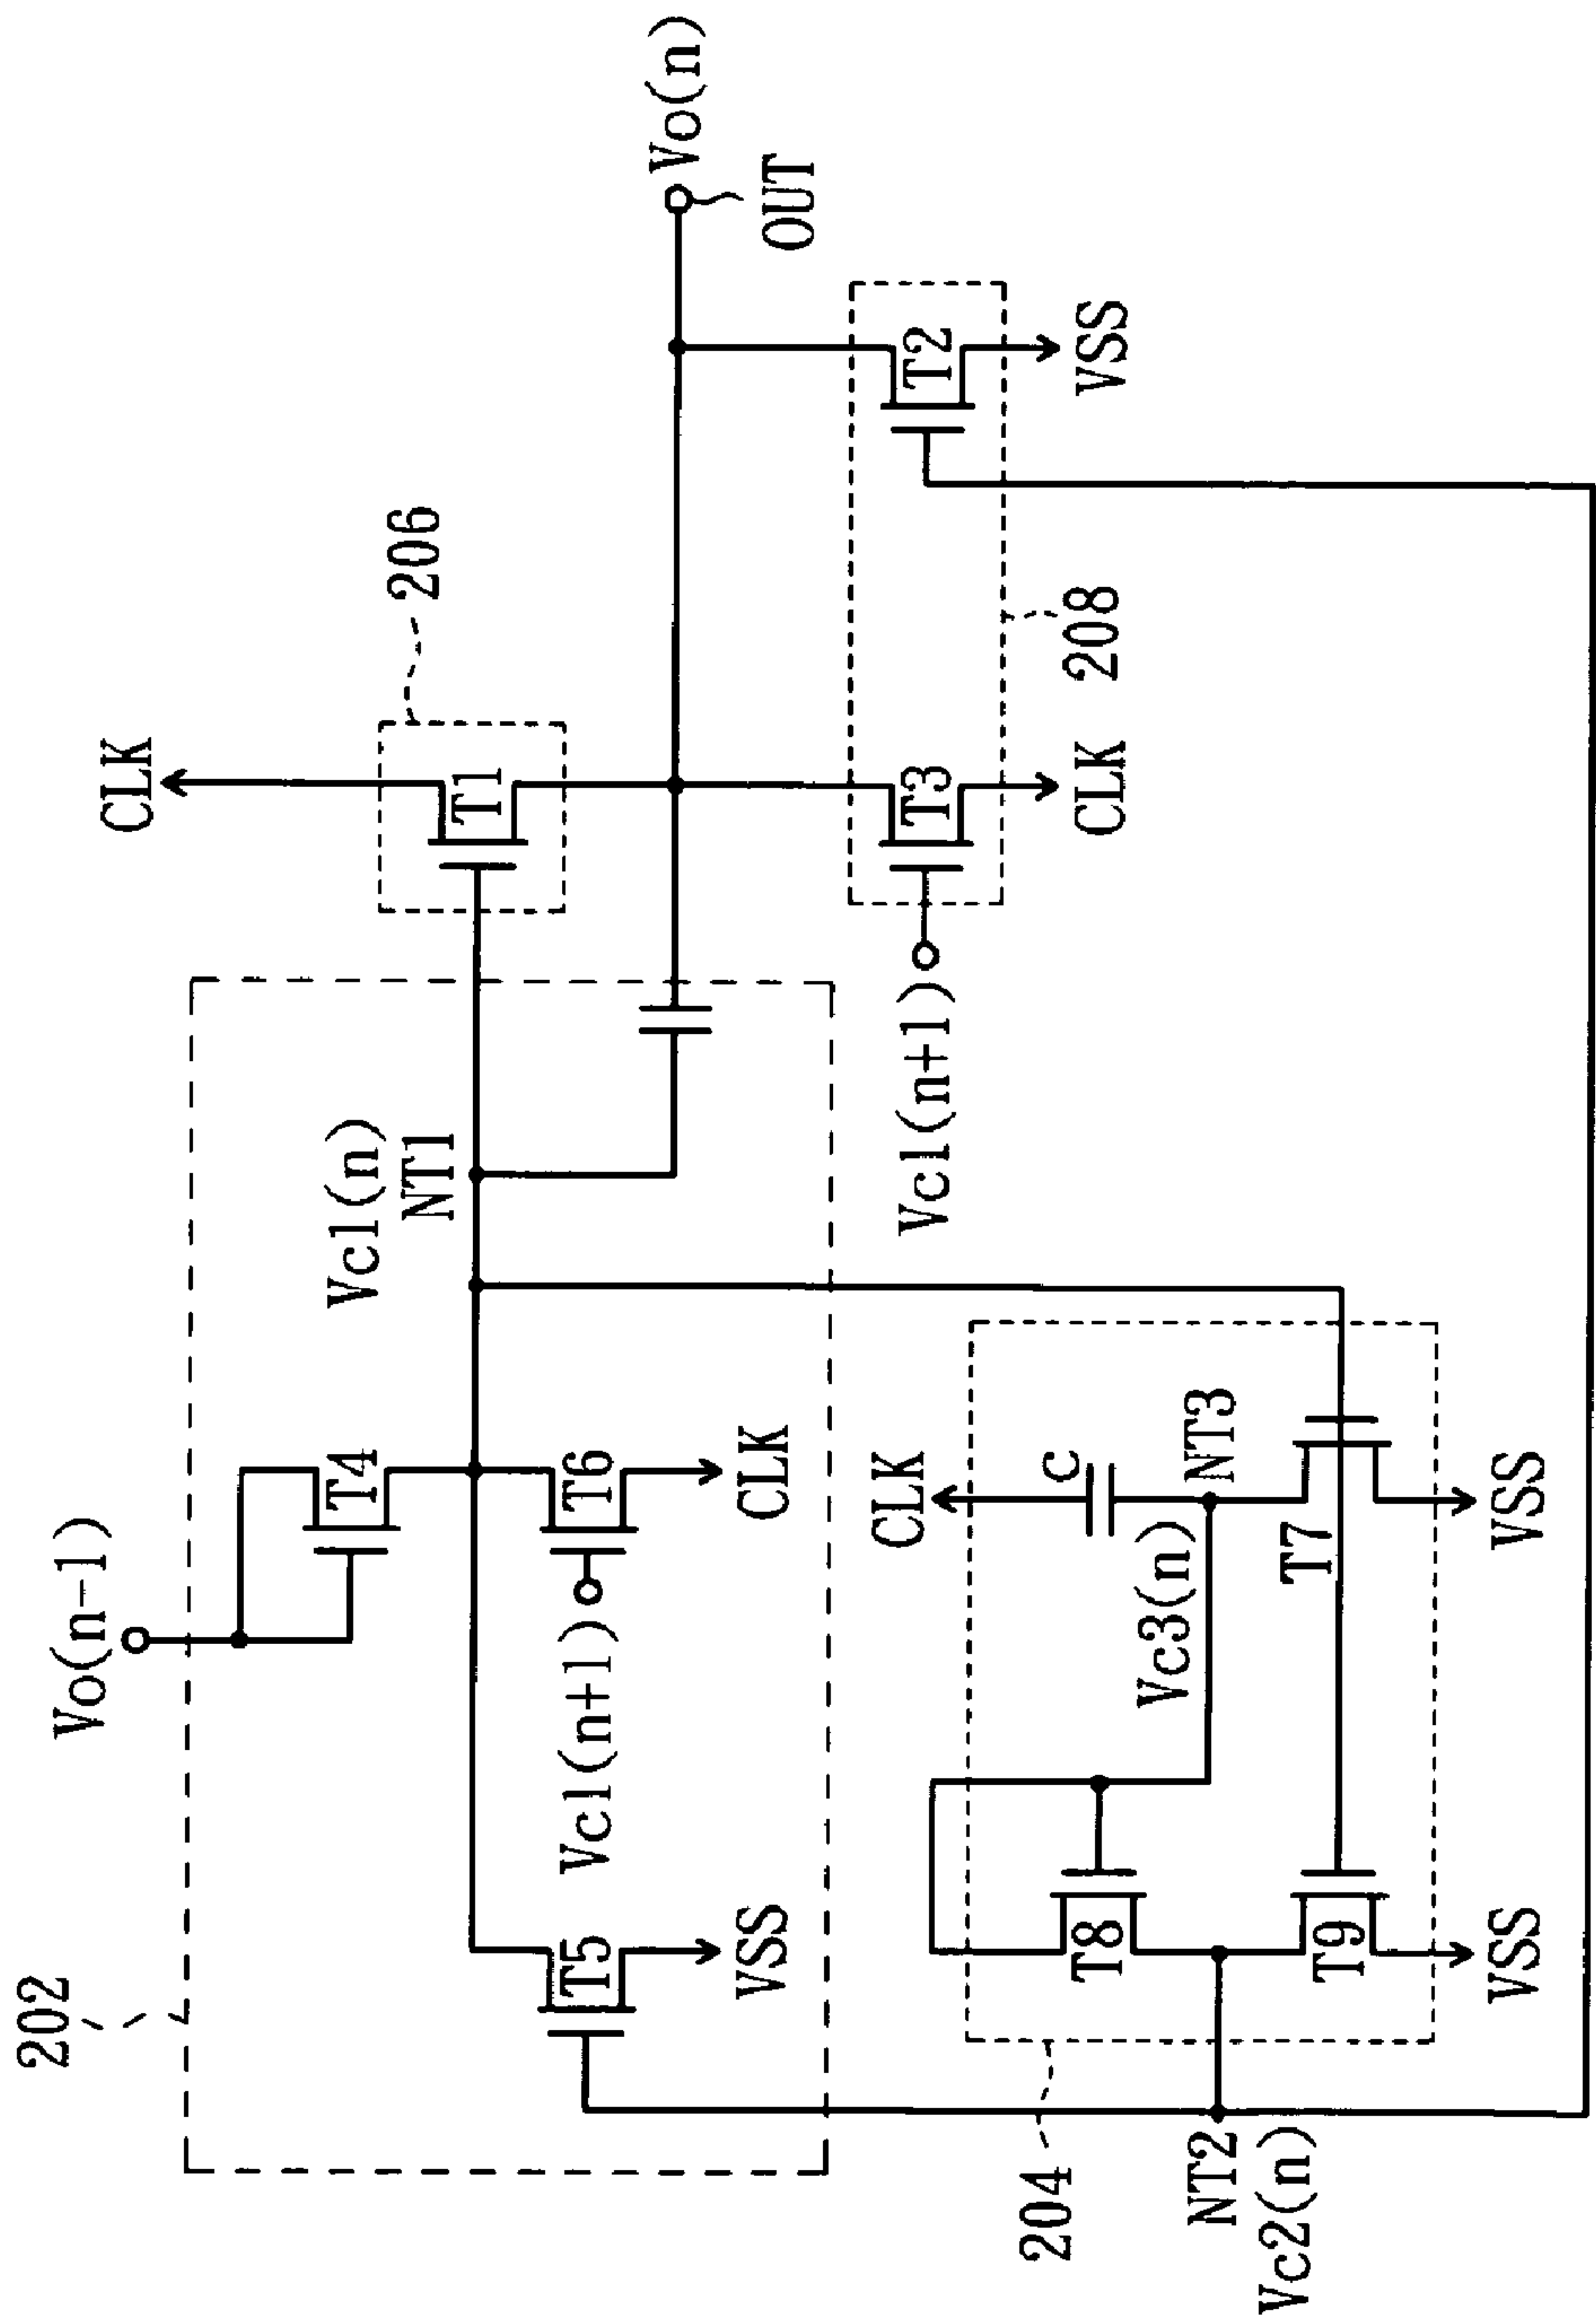 202
Vo(n-1)
CLK
206
T4
Vc1(n)
NT1
T1
Vo(n)
OUT
T5
T6
Vc1(n+1)
VSS
CLK
Vc1(n+1)
T3
T2
CLK
208
VSS
204
CLK
C
Vc3(n)
NT3
T8
T7
NT2
Vc2(n)
T9
VSS
VSS